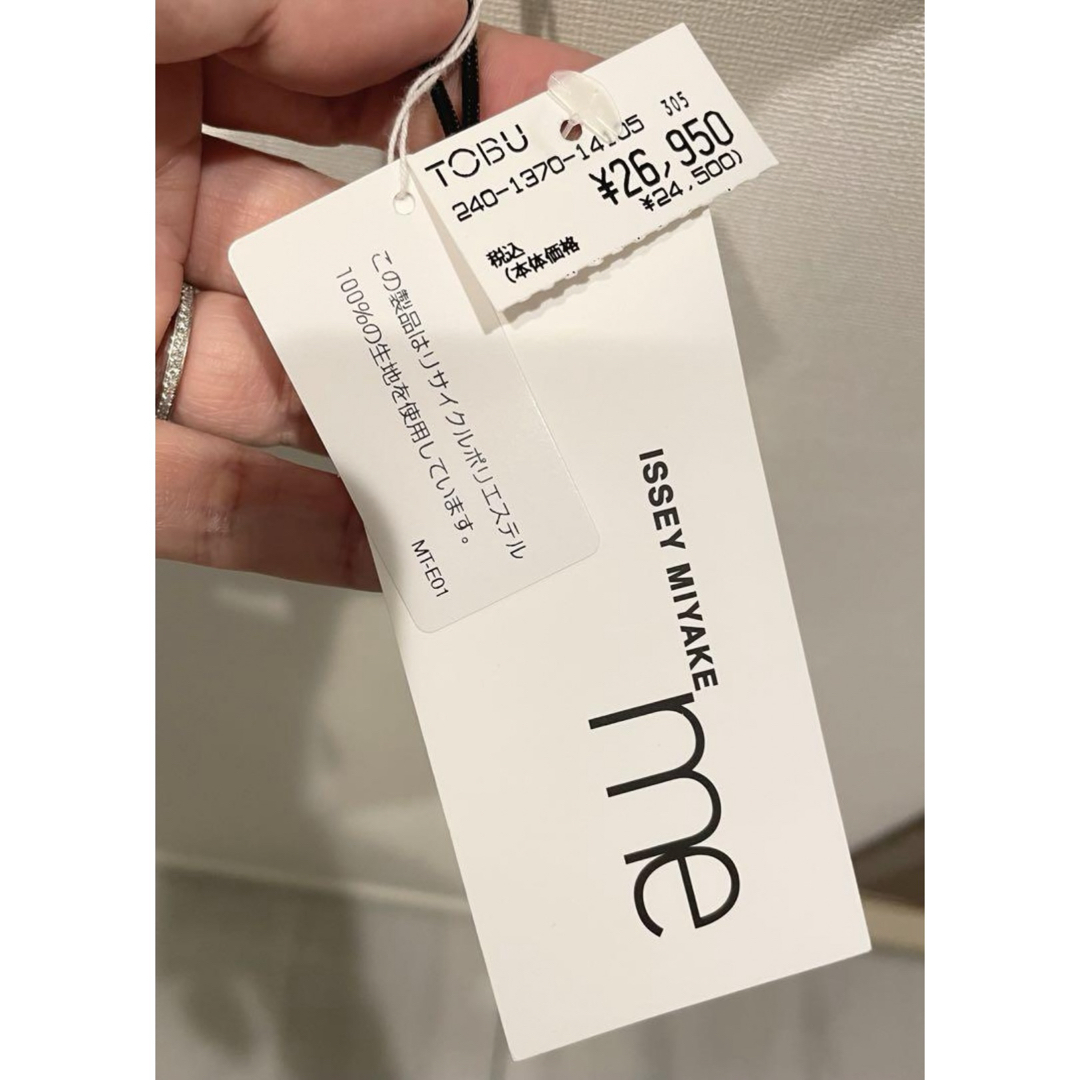 TOBU
305
240-1370-14105
¥26,950
¥24,500)
税込
(本体価格
この製品はリサイクルポリエステル
100%の生地を使用しています。
MT-E01
ISSEY MIYAKE
me